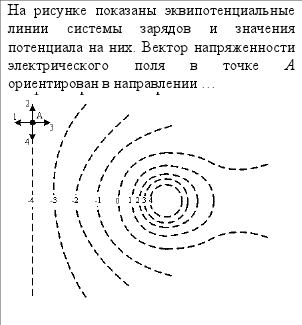 На рисунке показаны эквипотенциальные
линии системы зарядов и значения
потенциала на них. Вектор напряженности
электрического поля в точке A
ориентирован в направлении …
2
1 A 3
4
-4 -3 -2 -1 0 1 2 3 4